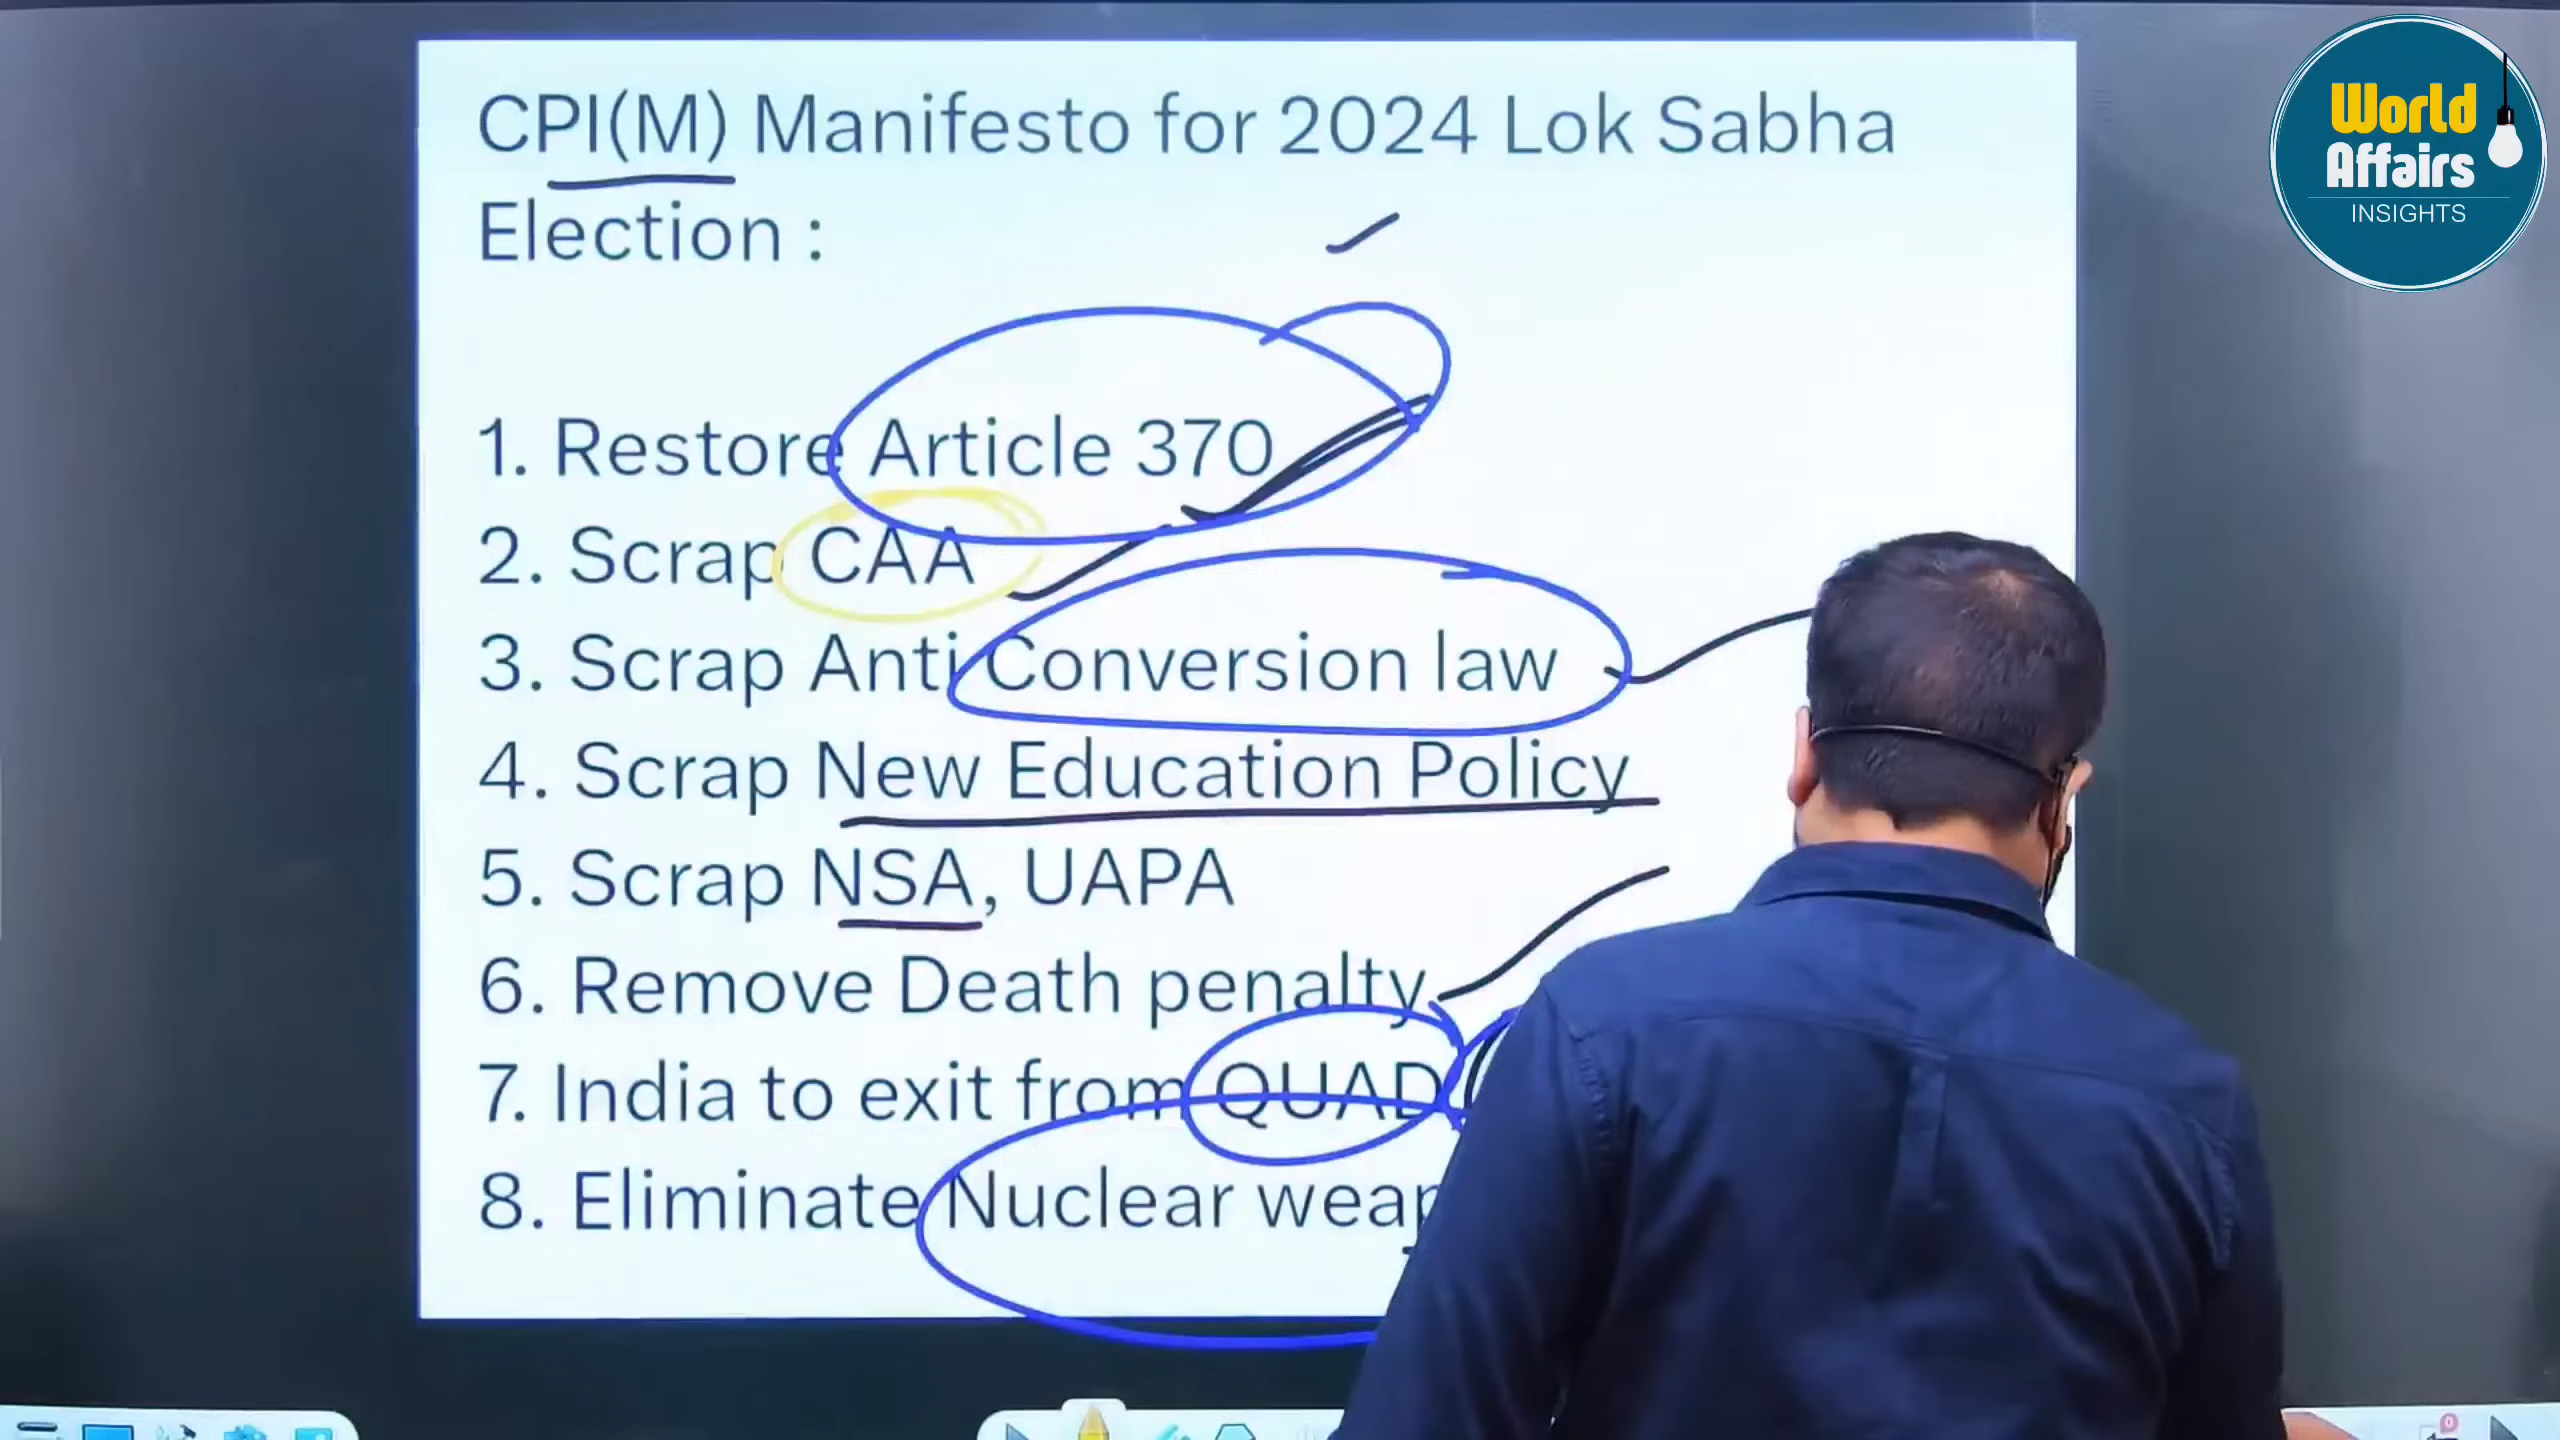 CPI(M) Manifesto for 2024 Lok Sabha
Election :
1. Restore Article 370
2. Scrap CAA
3. Scrap Anti Conversion law
4. Scrap New Education Policy
5. Scrap NSA, UAPA
6. Remove Death penalty
7. India to exit from QUAD
8. Eliminate Nuclear
World
Affairs
INSIGHTS